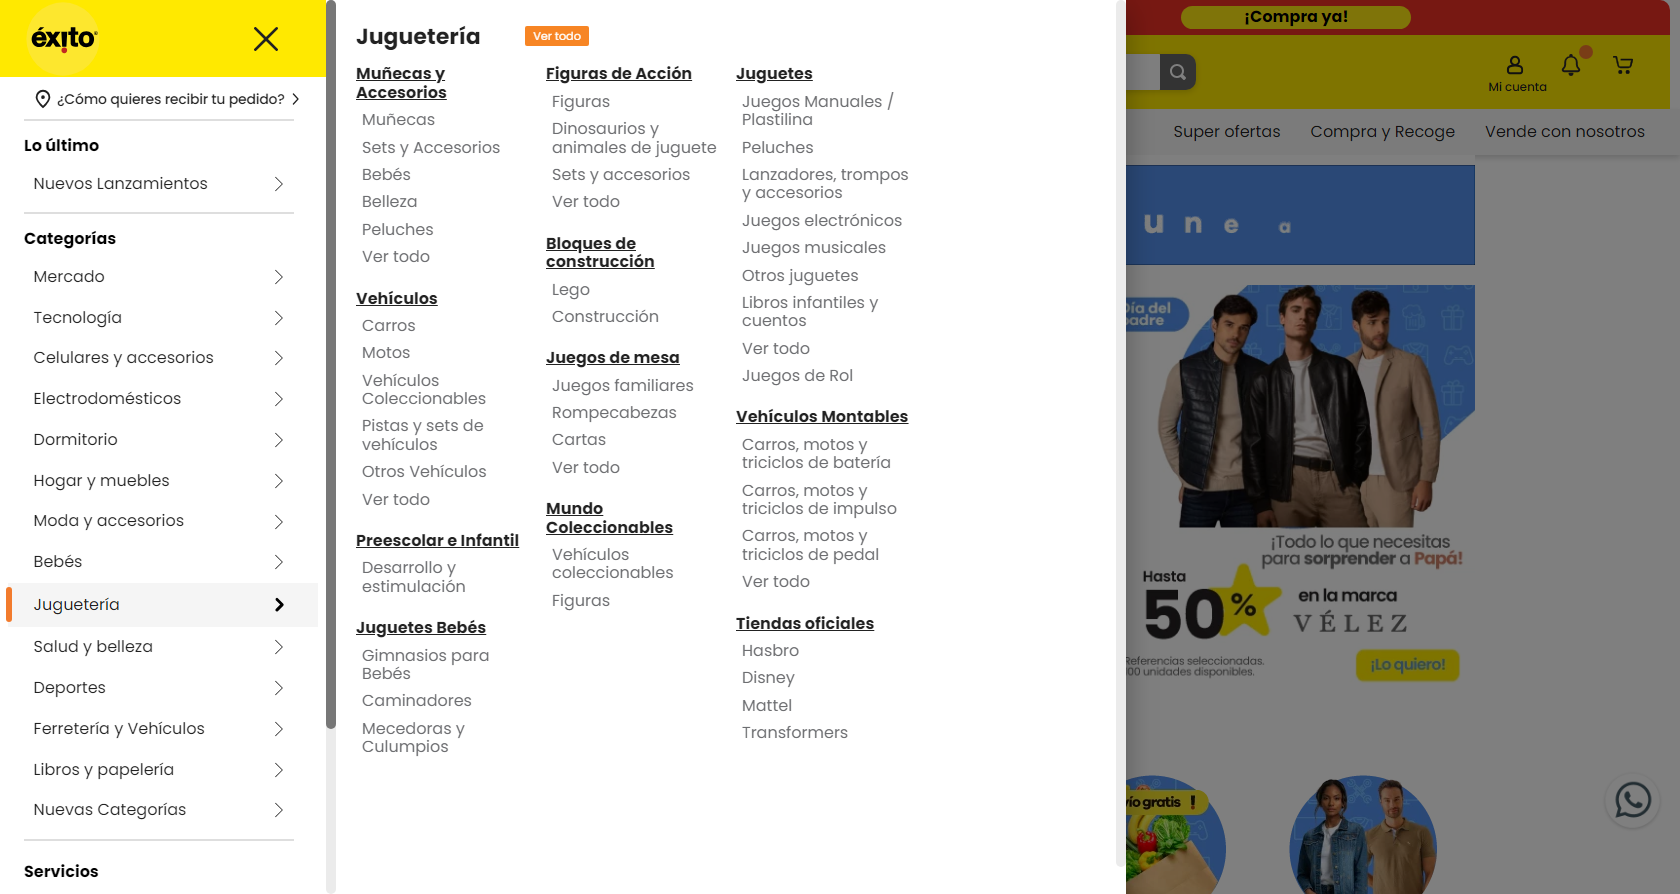 éxito
¿Cómo quieres recibir tu pedido?
Lo último
Nuevos Lanzamientos
Categorías
Mercado
Tecnología
Celulares y accesorios
Electrodomésticos
Dormitorio
Hogar y muebles
Moda y accesorios
Bebés
Juguetería
Salud y belleza
Deportes
Ferretería y Vehículos
Libros y papelería
Nuevas Categorías
Servicios
Juguetería
Ver todo
Muñecas y
Accesorios
Muñecas
Sets y Accesorios
Bebés
Belleza
Peluches
Ver todo
Vehículos
Carros
Motos
Vehículos
Coleccionables
Pistas y sets de
vehículos
Otros Vehículos
Ver todo
Preescolar e Infantil
Desarrollo y
estimulación
Juguetes Bebés
Gimnasios para
Bebés
Caminadores
Mecedoras y
Culumpios
Figuras de Acción
Figuras
Dinosaurios y
animales de juguete
Sets y accesorios
Ver todo
Bloques de
construcción
Lego
Construcción
Juegos de mesa
Juegos familiares
Rompecabezas
Cartas
Ver todo
Mundo
Coleccionables
Vehículos
coleccionables
Figuras
Juguetes
Juegos Manuales /
Plastilina
Peluches
Lanzadores, trompos
y accesorios
Juegos electrónicos
Juegos musicales
Otros juguetes
Libros infantiles y
cuentos
Ver todo
Juegos de Rol
Vehículos Montables
Carros, motos y
triciclos de batería
Carros, motos y
triciclos de impulso
Carros, motos y
triciclos de pedal
Ver todo
Tiendas oficiales
Hasbro
Disney
Mattel
Transformers
¡Compra ya!
Mi cuenta
Super ofertas
Compra y Recoge
Vende con nosotros
u n e a
Día del
padre
¡Todo lo que necesitas
para sorprender a Papá!
Hasta
50%
en la marca
VÉLEZ
Referencias seleccionadas.
100 unidades disponibles.
¡Lo quiero!
ío gratis !